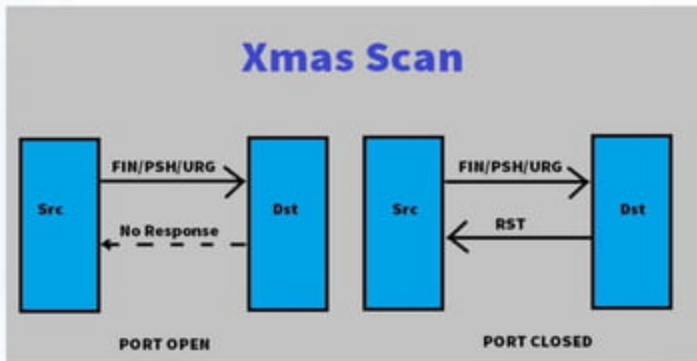 Xmas Scan
FIN/PSH/URG
Src
Dst
No Response
PORT OPEN
FIN/PSH/URG
Src
Dst
RST
PORT CLOSED